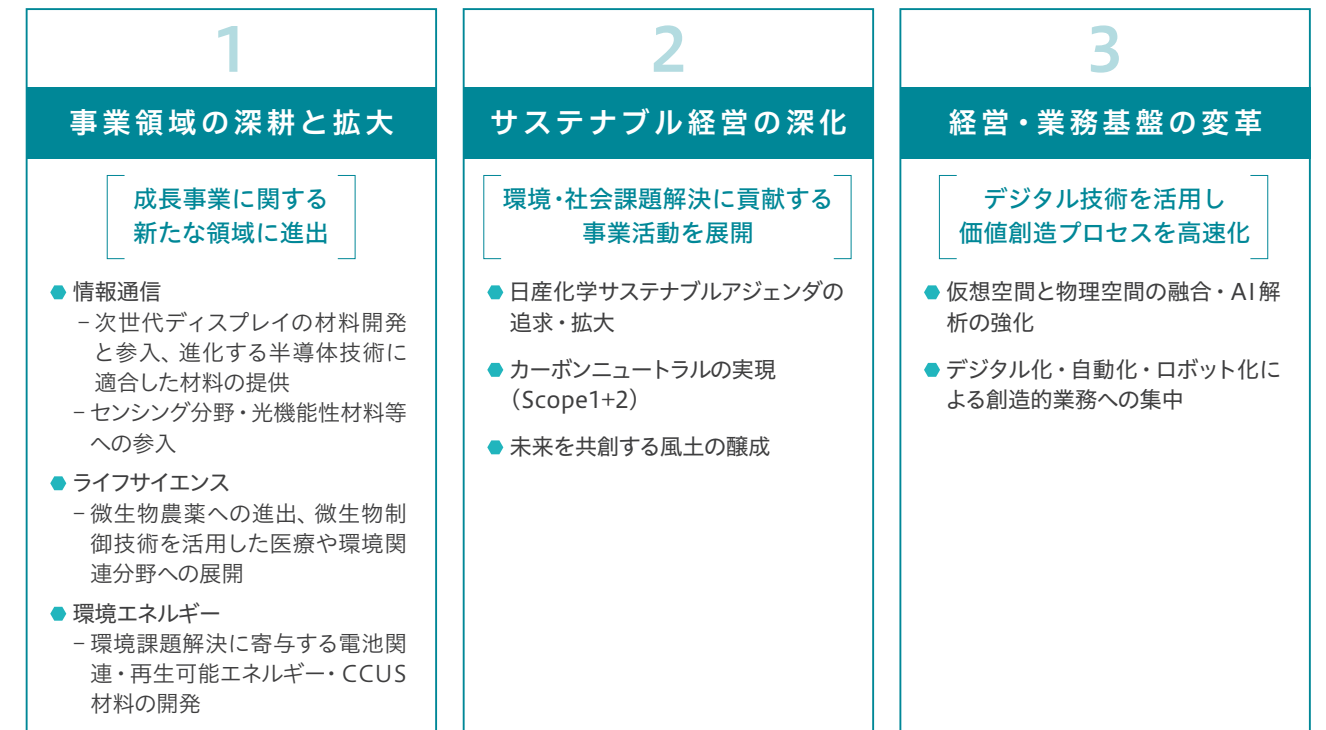 1
事業領域の深耕と拡大
成長事業に関する
新たな領域に進出
情報通信
－次世代ディスプレイの材料開発
と参入、進化する半導体技術に
適合した材料の提供
－センシング分野・光機能性材料等
への参入
ライフサイエンス
－微生物農薬への進出、微生物制
御技術を活用した医療や環境関
連分野への展開
環境エネルギー
－環境課題解決に寄与する電池関
連・再生可能エネルギー・CCUS
材料の開発
2
サステナブル経営の深化
環境・社会課題解決に貢献する
事業活動を展開
日産化学サステナブルアジェンダの
追求・拡大
カーボンニュートラルの実現
（Scope1+2）
未来を共創する風土の醸成
3
経営・業務基盤の変革
デジタル技術を活用し
価値創造プロセスを高速化
仮想空間と物理空間の融合・AI解
析の強化
デジタル化・自動化・ロボット化に
よる創造的業務への集中